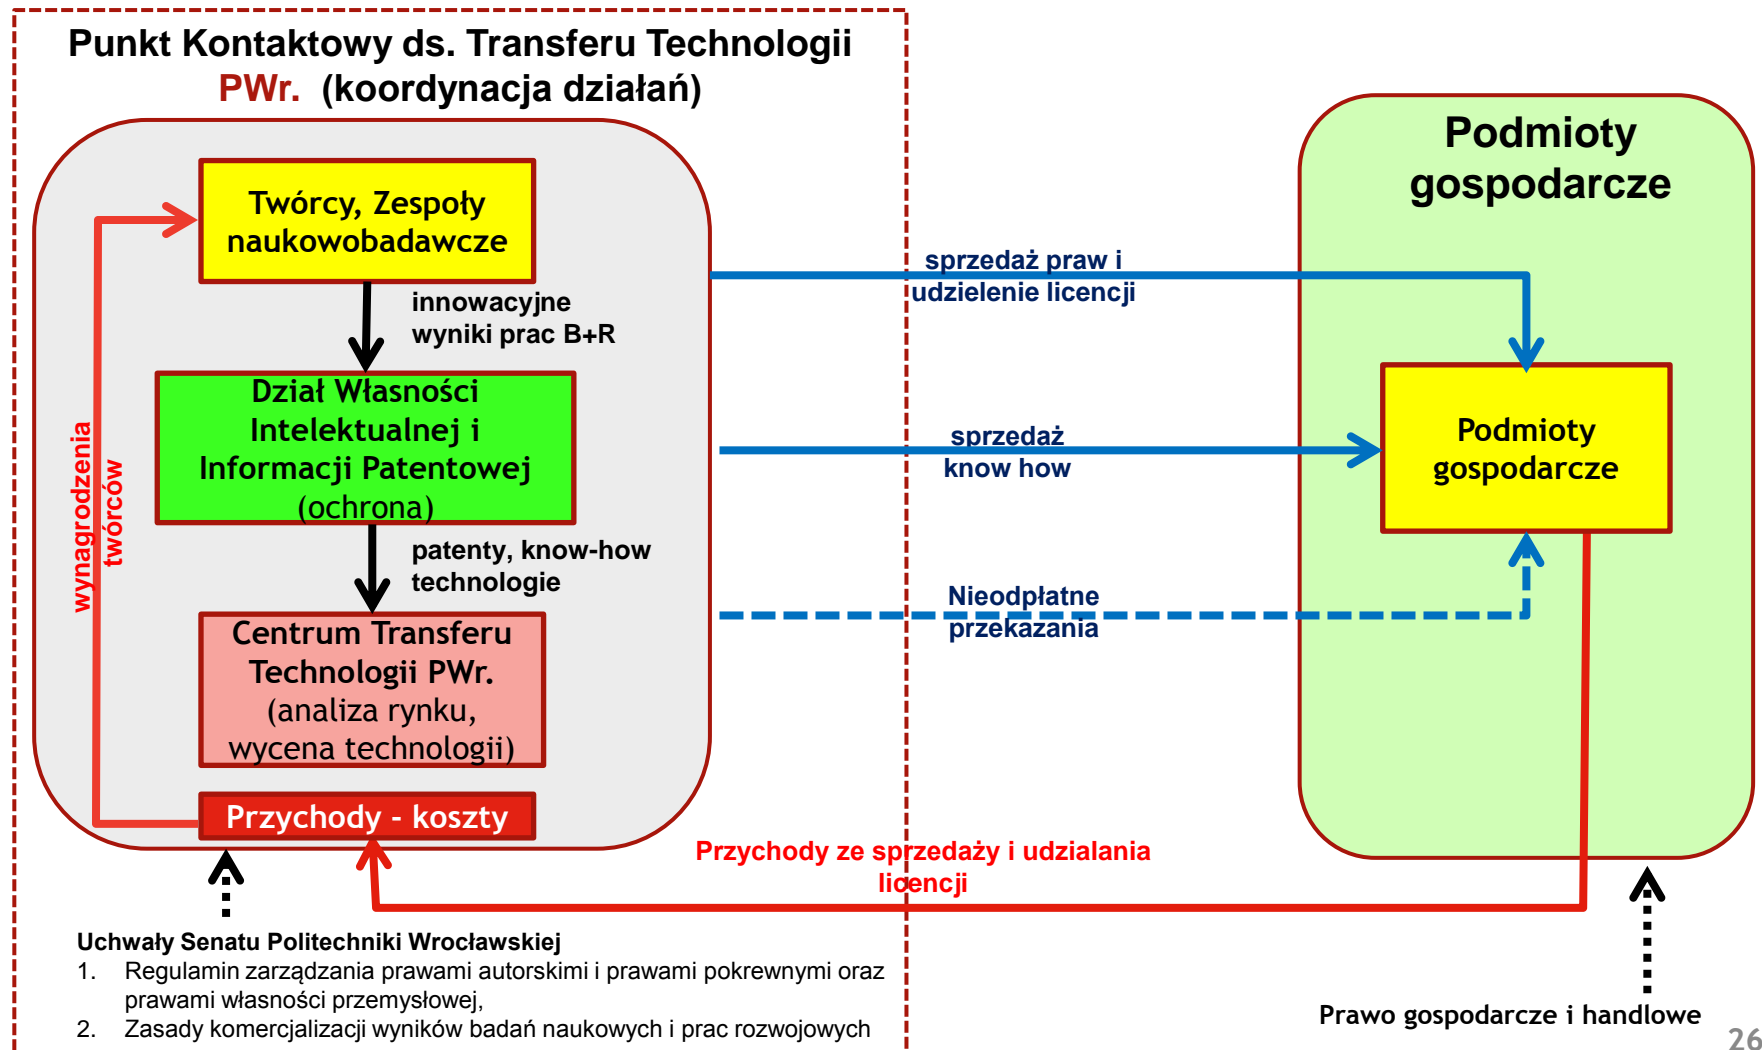 Punkt Kontaktowy ds. Transferu Technologii
PWr. (koordynacja działań)
Twórcy, Zespoły
naukowobadawcze
innowacyjne
wyniki prac B+R
Dział Własności
Intelektualnej i
Informacji Patentowej
(ochrona)
patenty, know-how
technologie
Centrum Transferu
Technologii PWr.
(analiza rynku,
wycena technologii)
Przychody - koszty
wynagrodzenia
twórców
sprzedaż praw i
udzielenie licencji
sprzedaż
know how
Nieodpłatne
przekazania
Podmioty
gospodarcze
Podmioty
gospodarcze
Przychody ze sprzedaży i udzialania
licencji
Uchwały Senatu Politechniki Wrocławskiej
1. Regulamin zarządzania prawami autorskimi i prawami pokrewnymi oraz
prawami własności przemysłowej,
2. Zasady komercjalizacji wyników badań naukowych i prac rozwojowych
Prawo gospodarcze i handlowe
26